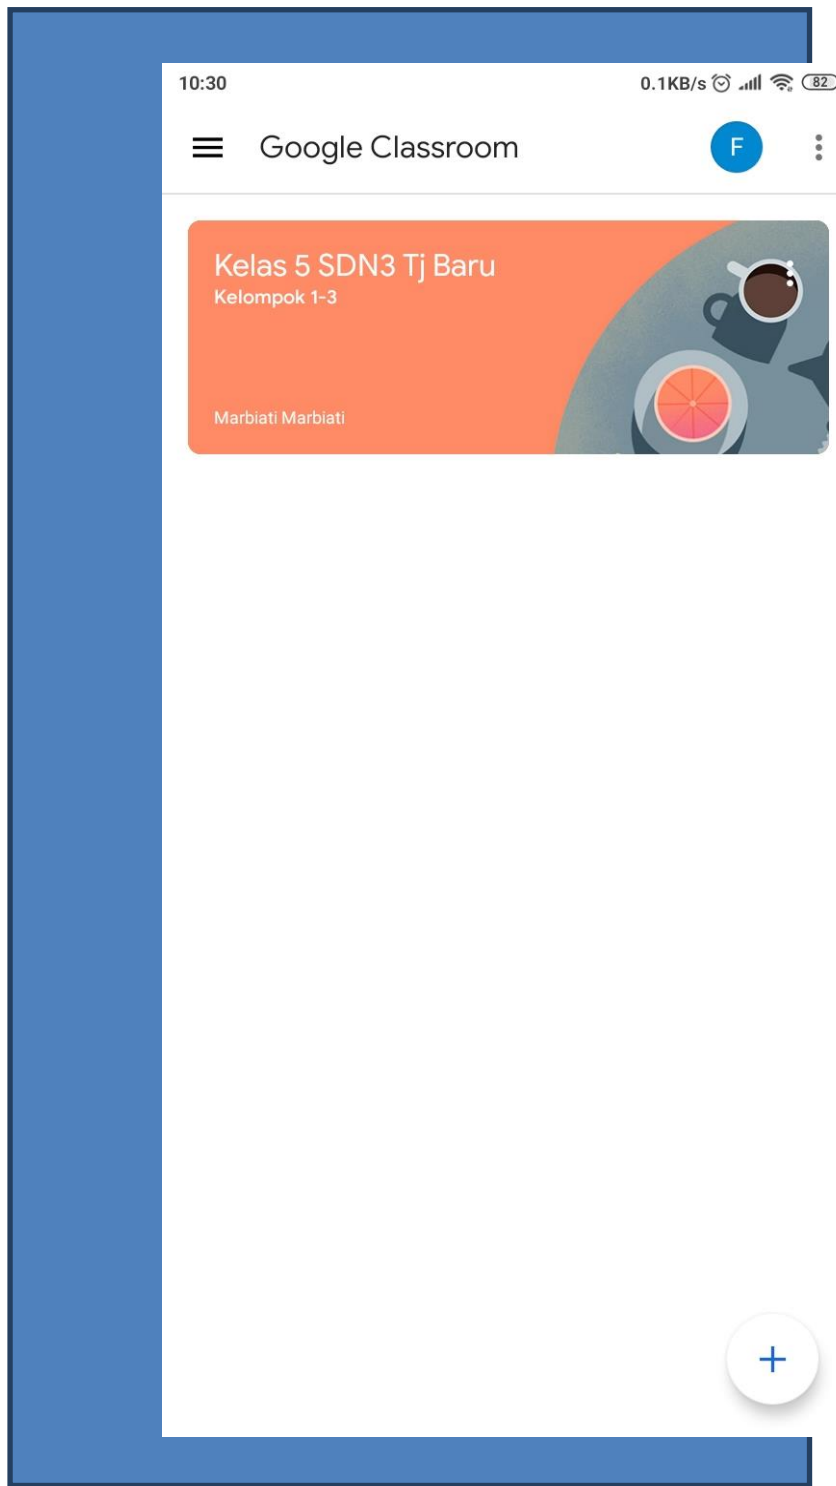 10:30 0.1KB/s 82
Google Classroom F
Kelas 5 SDN3 Tj Baru
Kelompok 1-3
Marbiati Marbiati